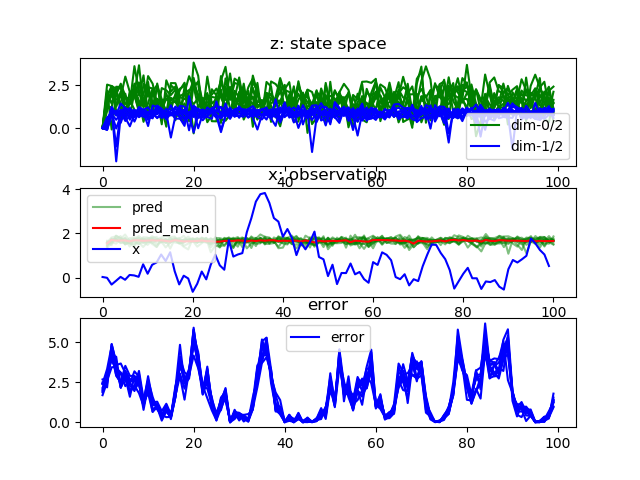 z: state space
2.5
0.0
dim-0/2
dim-1/2
0 20 40 60 80 100
x: observation
4
2
0
pred
pred_mean
x
0 20 40 60 80 100
error
5.0
2.5
0.0
error
0 20 40 60 80 100